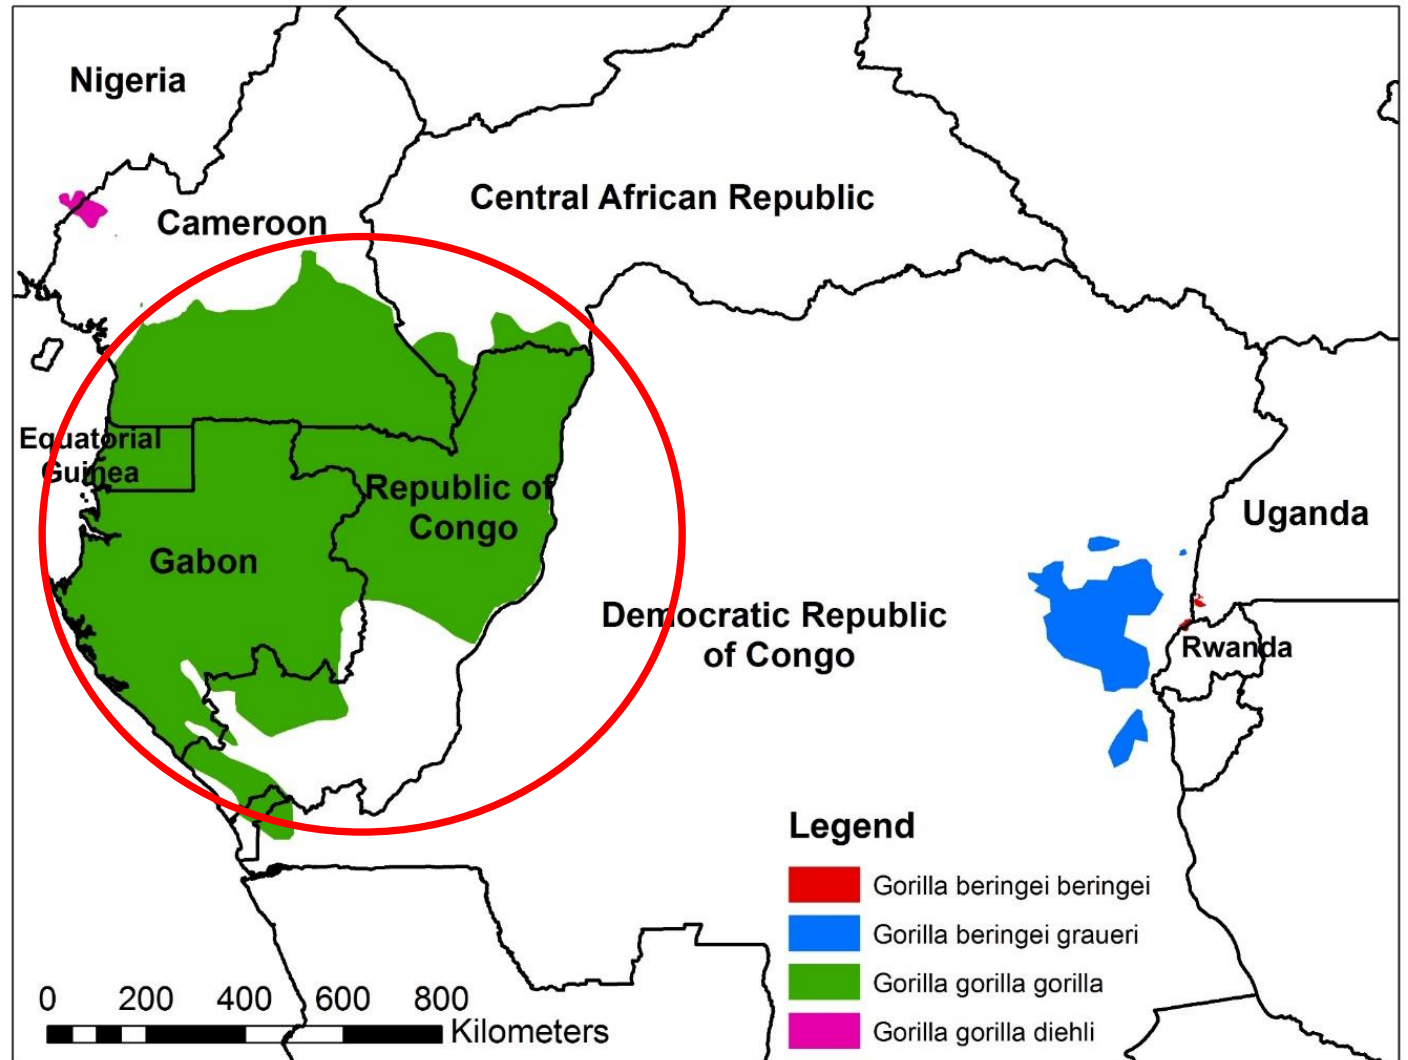 Nigeria
Central African Republic
Cameroon
Equatorial
Guinea
Republic of
Congo
Gabon
Uganda
Democratic Republic
of Congo
Rwanda
Legend
Gorilla beringei beringei
Gorilla beringei graueri
Gorilla gorilla gorilla
Gorilla gorilla diehli
0 200 400 600 800
Kilometers